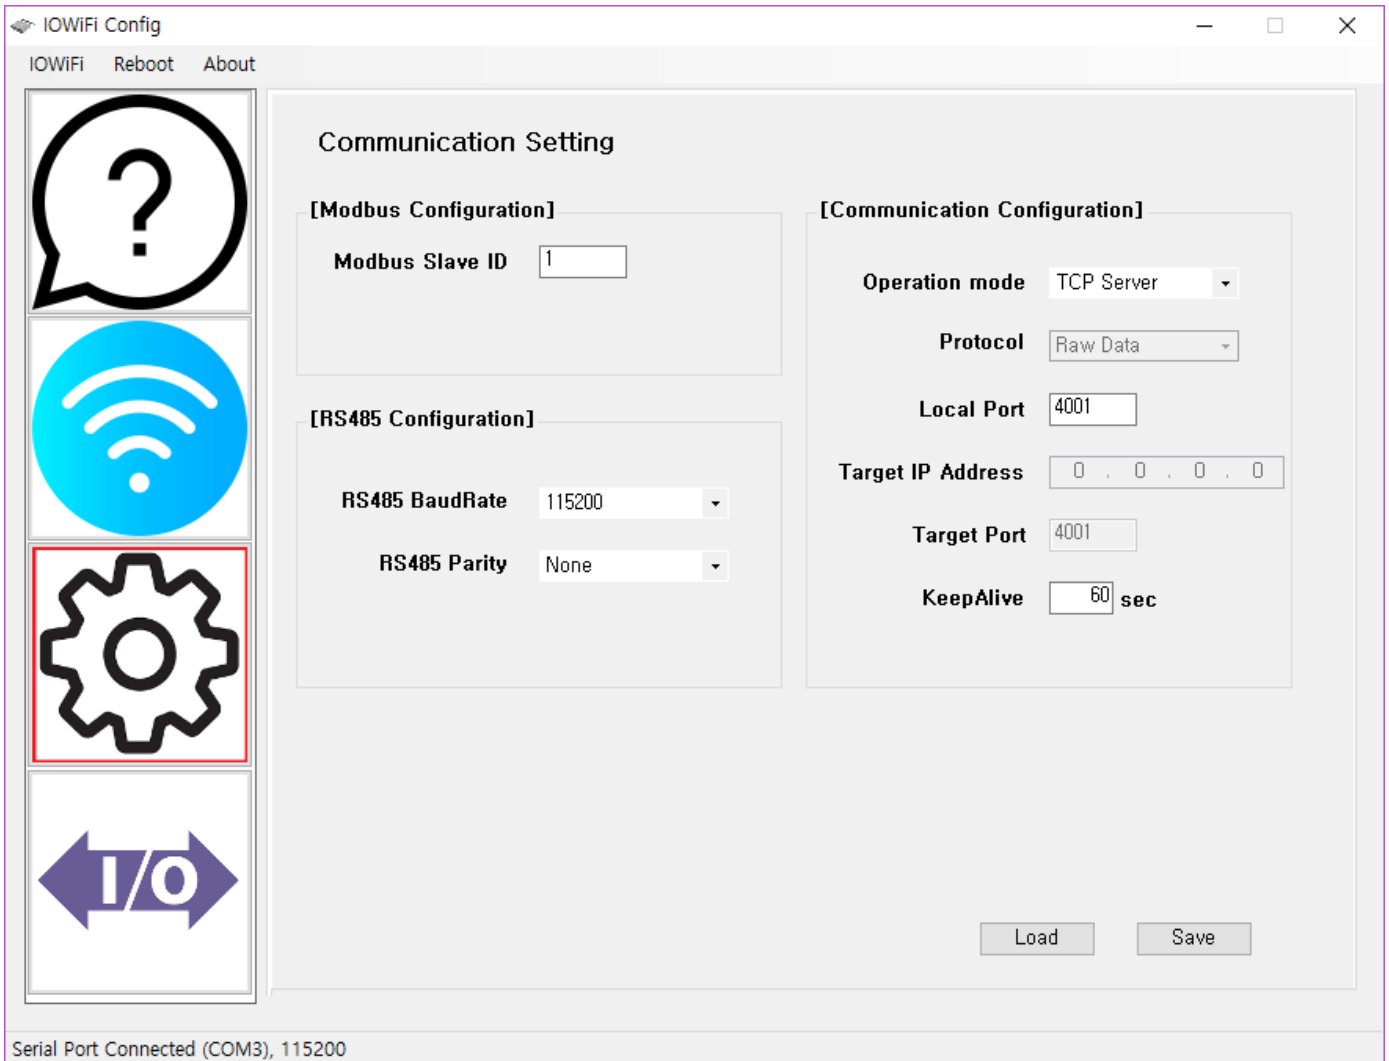 IOWiFi Config
IOWiFi Reboot About
?
I/O
Communication Setting
[Modbus Configuration]
Modbus Slave ID 1
[RS485 Configuration]
RS485 BaudRate 115200
RS485 Parity None
[Communication Configuration]
Operation mode TCP Server
Protocol Raw Data
Local Port 4001
Target IP Address 0 . 0 . 0 . 0
Target Port 4001
KeepAlive 60 sec
Load Save
Serial Port Connected (COM3), 115200